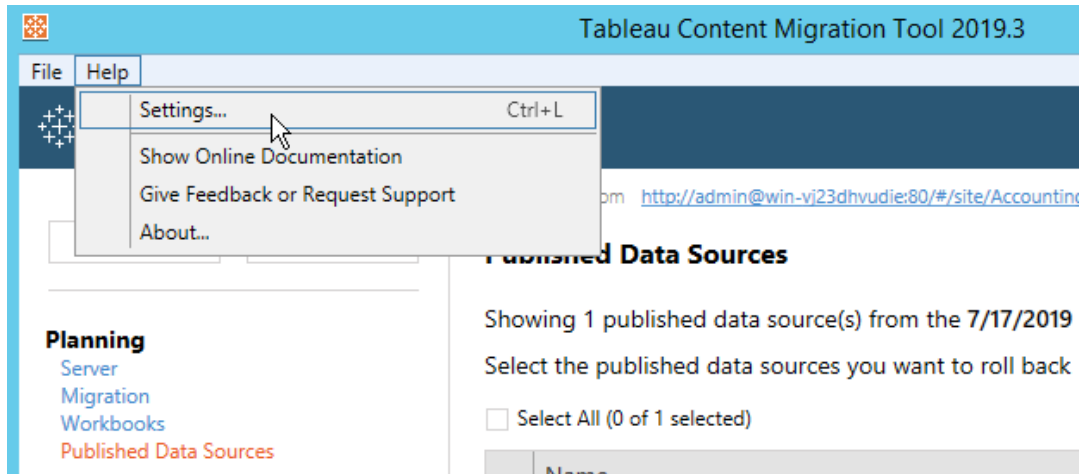 Tableau Content Migration Tool 2019.3
File Help
Settings... Ctrl+L
Show Online Documentation
Give Feedback or Request Support
About...
http://admin@win-vj23dhvudie:80/#/site/Accounting
Published Data Sources
Showing 1 published data source(s) from the 7/17/2019
Select the published data sources you want to roll back
Select All (0 of 1 selected)
Name
Planning
Server
Migration
Workbooks
Published Data Sources